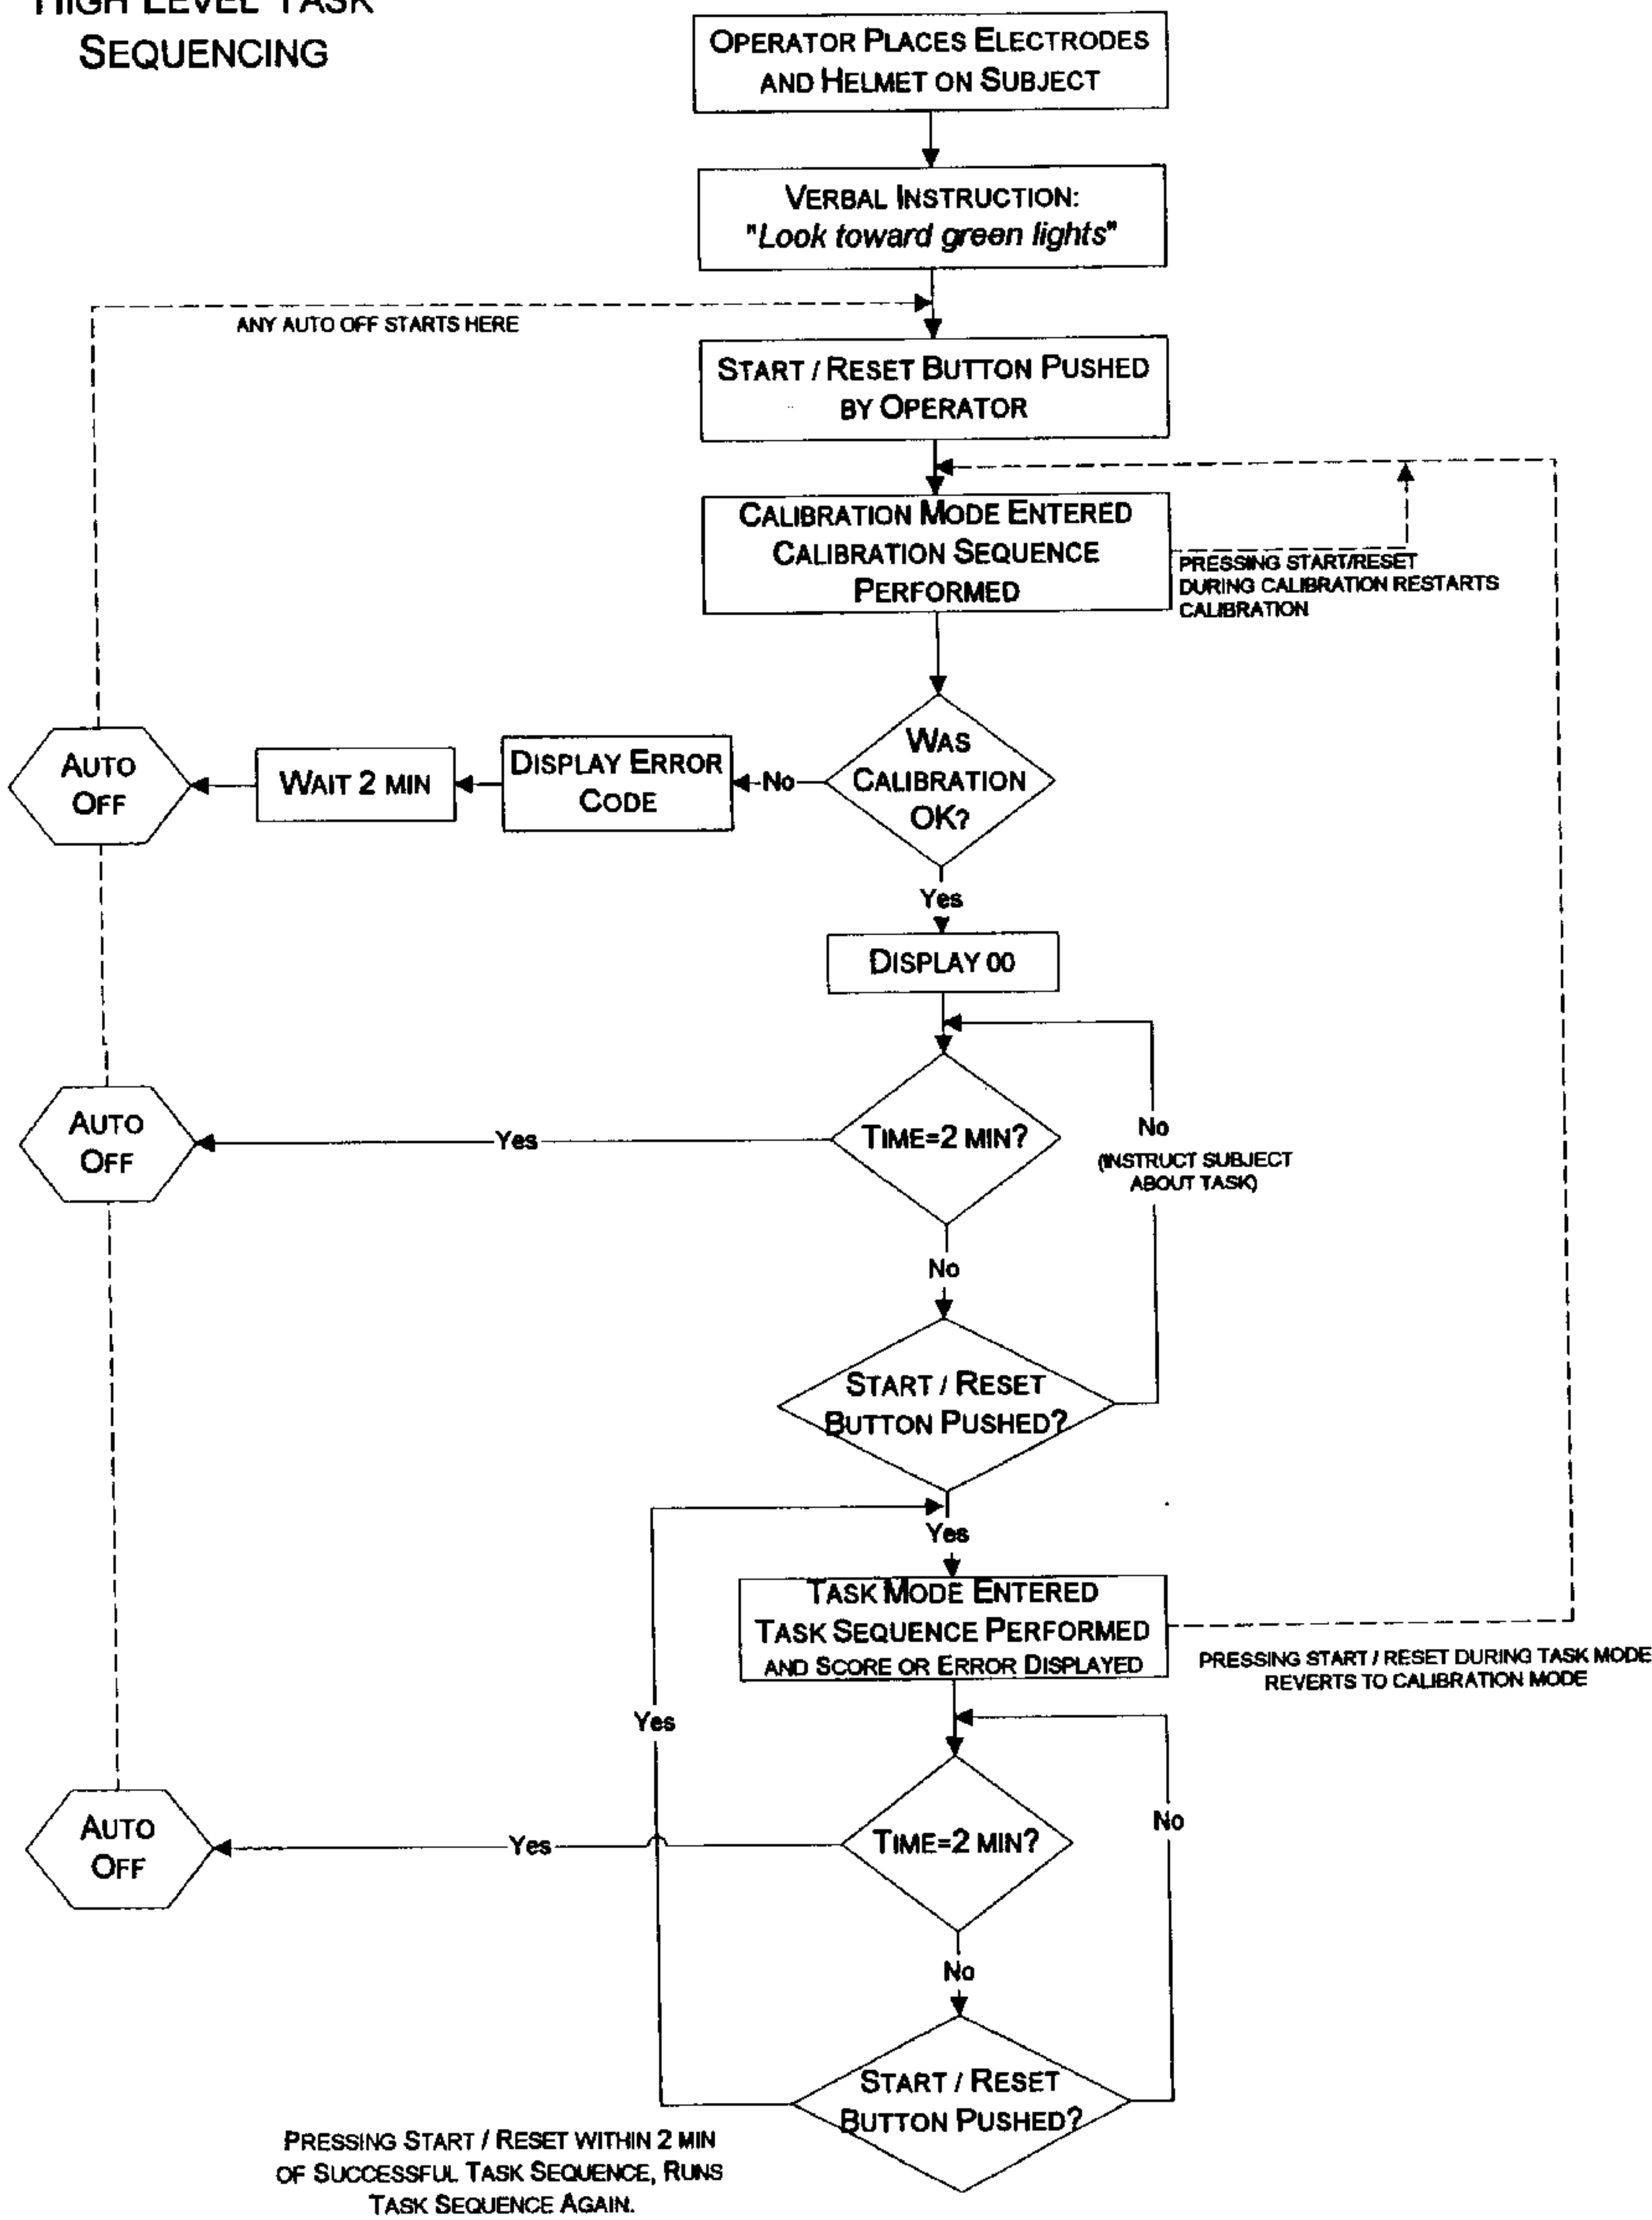 HIGH LEVEL TASK
SEQUENCING
OPERATOR PLACES ELECTRODES
AND HELMET ON SUBJECT
VERBAL INSTRUCTION:
"Look toward green lights"
ANY AUTO OFF STARTS HERE
START / RESET BUTTON PUSHED
BY OPERATOR
CALIBRATION MODE ENTERED
CALIBRATION SEQUENCE
PERFORMED
PRESSING START/RESET
DURING CALIBRATION RESTARTS
CALIBRATION
WAS
CALIBRATION
OK?
No
DISPLAY ERROR
CODE
WAIT 2 MIN
AUTO
OFF
Yes
DISPLAY 00
TIME=2 MIN?
Yes
AUTO
OFF
No
(INSTRUCT SUBJECT
ABOUT TASK)
No
START / RESET
BUTTON PUSHED?
Yes
TASK MODE ENTERED
TASK SEQUENCE PERFORMED
AND SCORE OR ERROR DISPLAYED
PRESSING START / RESET DURING TASK MODE
REVERTS TO CALIBRATION MODE
Yes
TIME=2 MIN?
Yes
AUTO
OFF
No
No
START / RESET
BUTTON PUSHED?
PRESSING START / RESET WITHIN 2 MIN
OF SUCCESSFUL TASK SEQUENCE, RUNS
TASK SEQUENCE AGAIN.